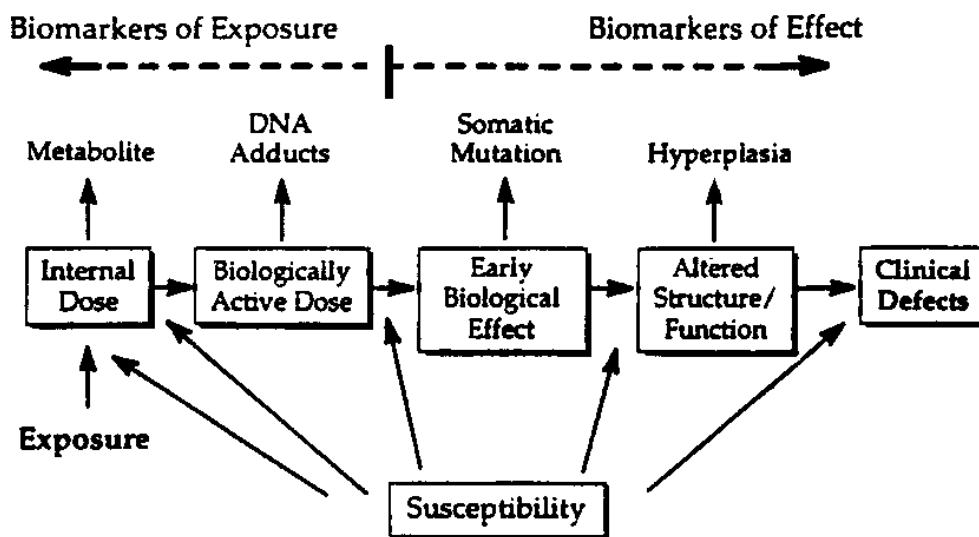 Biomarkers of Exposure
Biomarkers of Effect
Metabolite
DNA
Adducts
Somatic
Mutation
Hyperplasia
Internal
Dose
Biologically
Active Dose
Early
Biological
Effect
Altered
Structure/
Function
Clinical
Defects
Exposure
Susceptibility